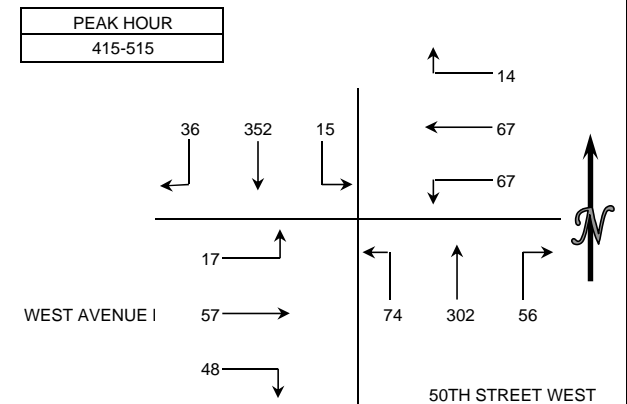 PEAK HOUR
415-515
14
36 352 15 67
67
17
WEST AVENUE I 57 74 302 56
48
50TH STREET WEST
N